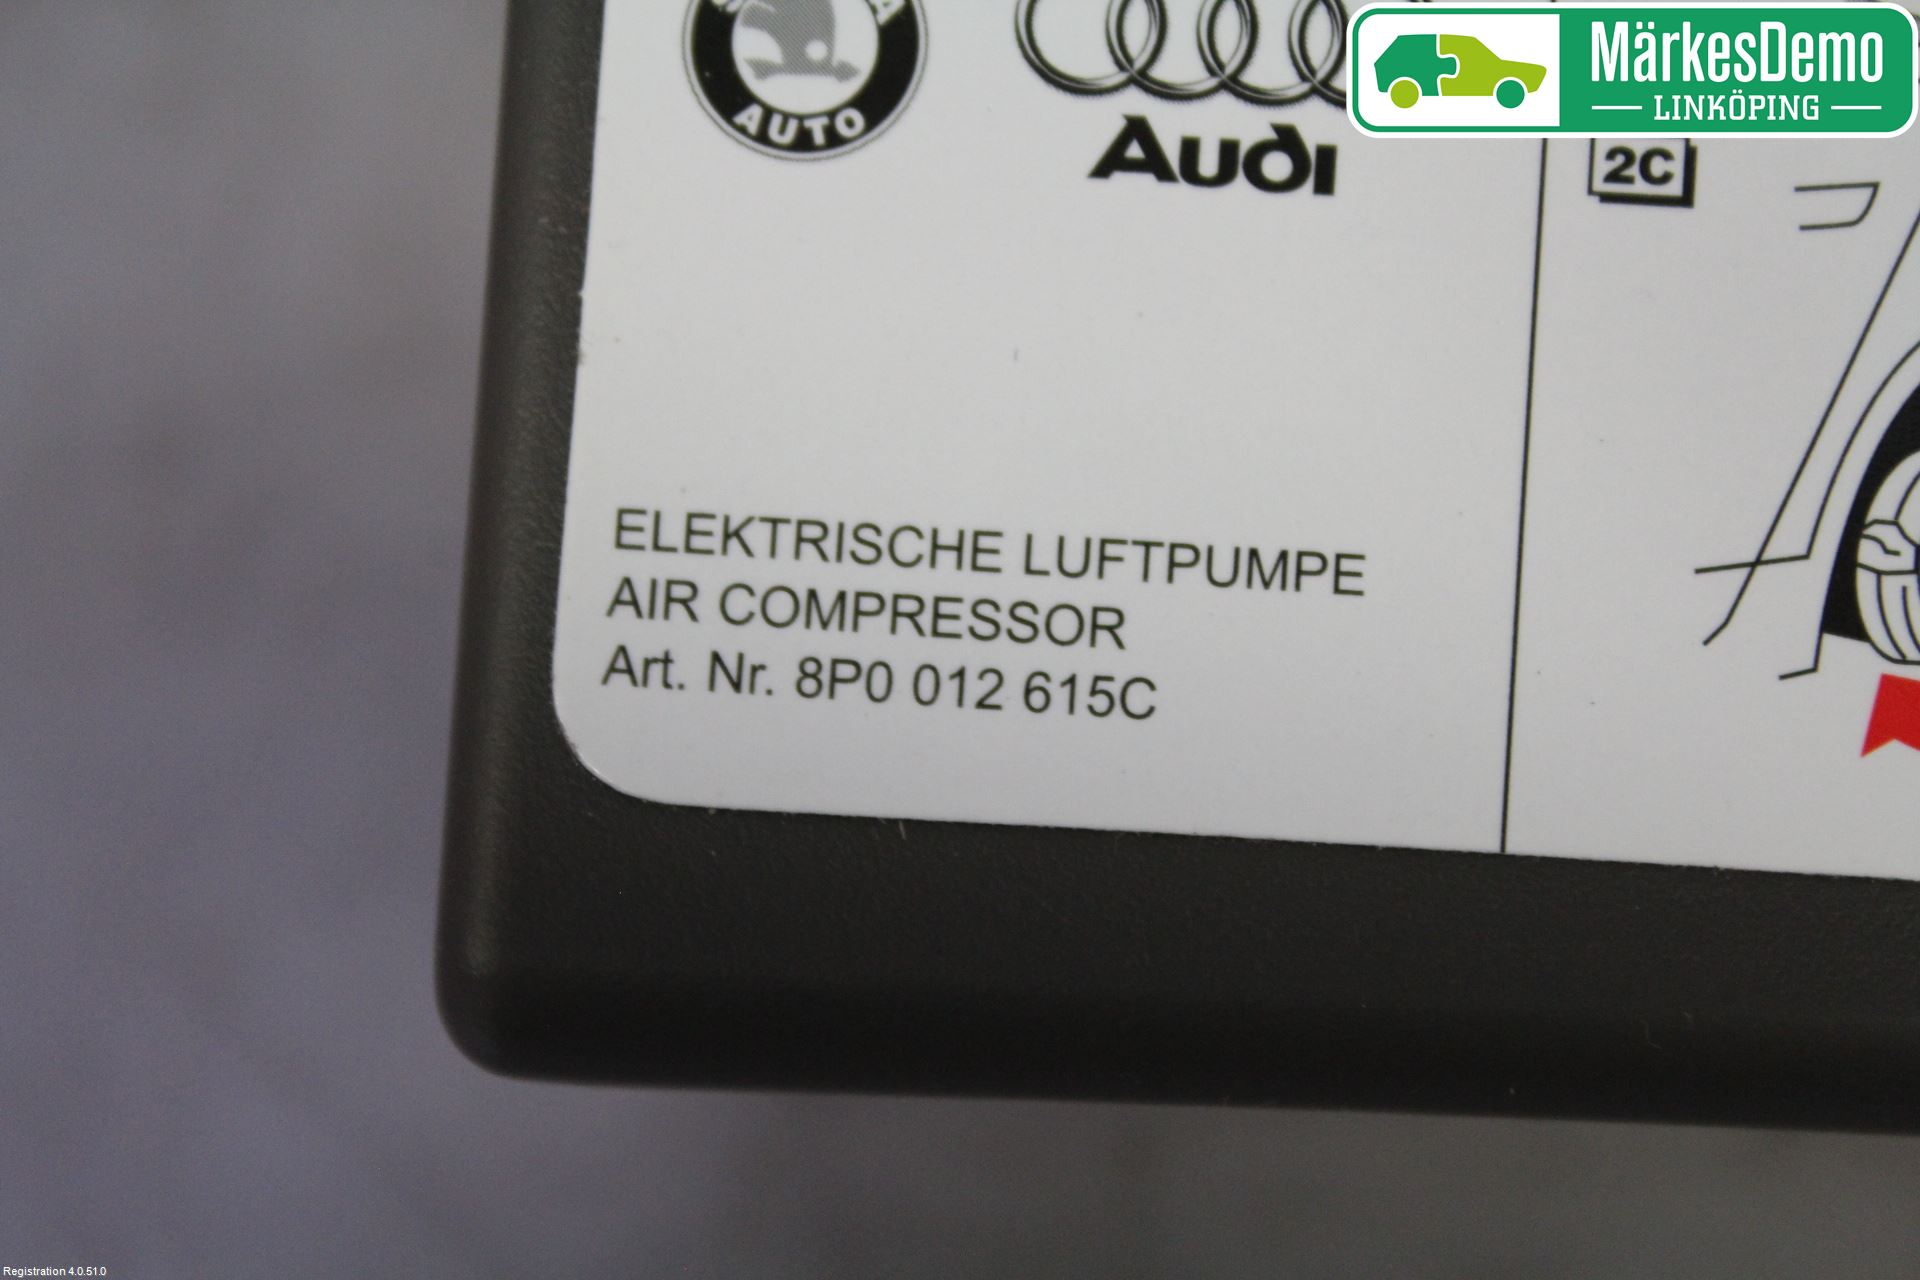 AUTO
Audi
MärkesDemo
LINKÖPING
2C
ELEKTRISCHE LUFTPUMPE
AIR COMPRESSOR
Art. Nr. 8P0 012 615C
Registration 4.0.51.0